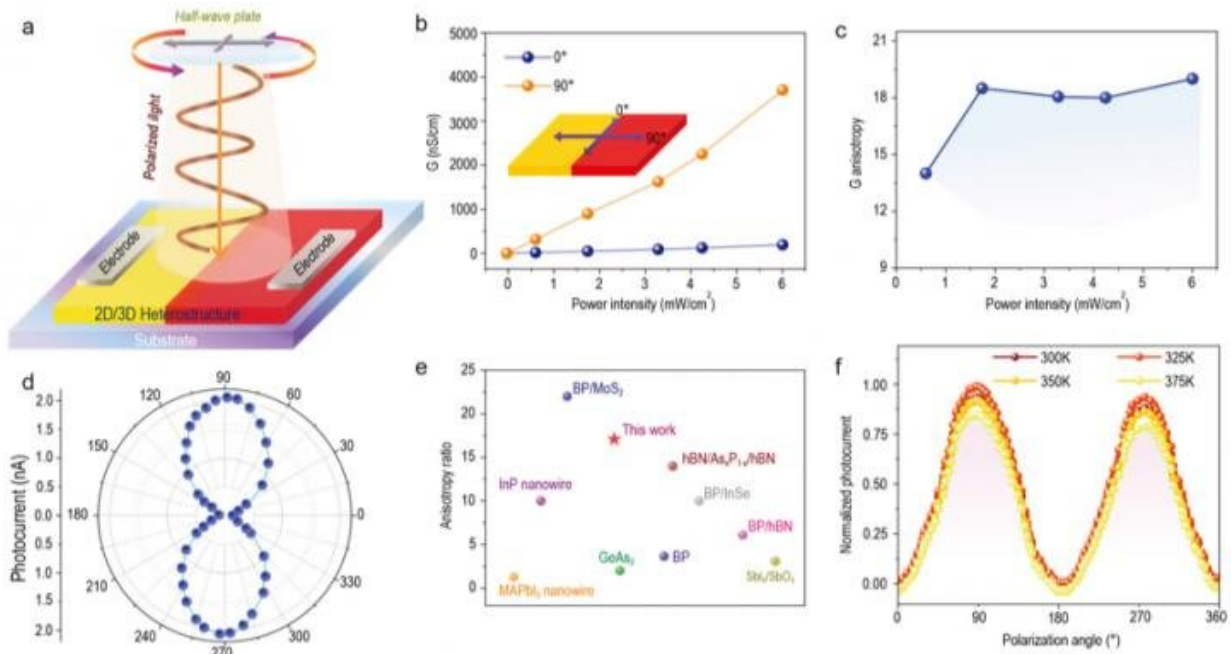 a
Half-wave plate
Polarized light
Electrode
Electrode
2D/3D Heterostructure
Substrate
b
5000
4000
3000
2000
1000
0
G (nS/cm)
0°
90°
0°
90°
0 1 2 3 4 5 6
Power intensity (mW/cm²)
c
21
18
15
12
9
G anisotropy
0 1 2 3 4 5 6
Power intensity (mW/cm²)
d
Photocurrent (nA)
2.0
1.5
1.0
0.5
0.0
0.5
1.0
1.5
2.0
90
120 60
150 30
180 0
210 330
240 300
270
e
25
20
15
10
5
0
Anisotropy ratio
BP/MoS₂
This work
hBN/AsₓP₁₋ₓ/hBN
InP nanowire
BP/InSe
BP/hBN
GeAs₂
BP
MAPbI₃ nanowire
f
300K 325K
350K 375K
1.00
0.75
0.50
0.25
0.00
Normalized photocurrent
0 90 180 270 360
Polarization angle (°)